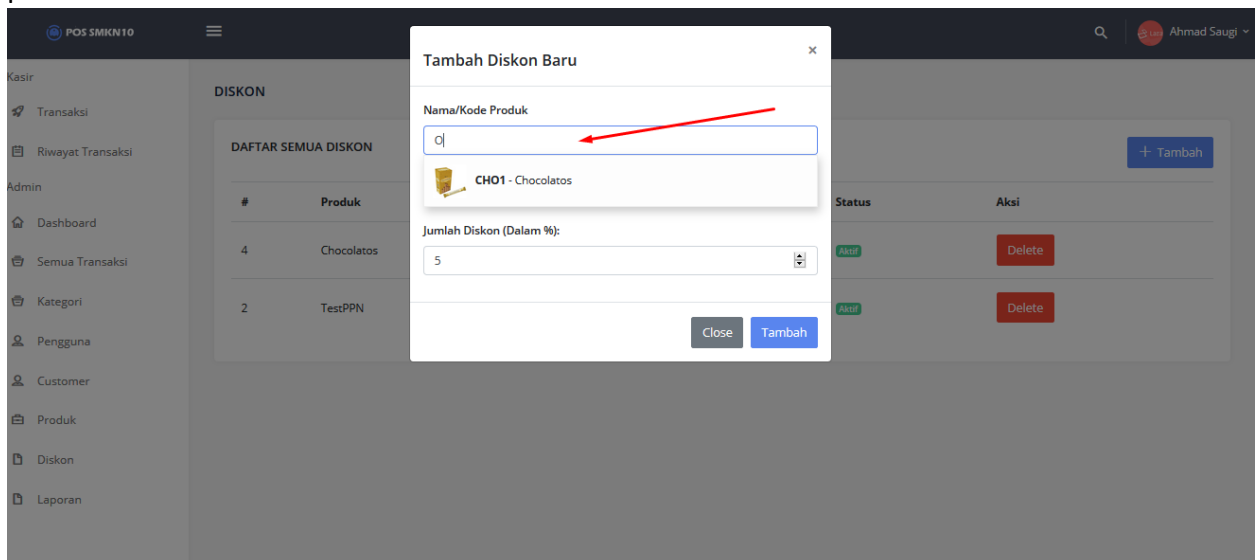 POS SMKN10
Ahmad Saugi
Kasir
Transaksi
Riwayat Transaksi
Admin
Dashboard
Semua Transaksi
Kategori
Pengguna
Customer
Produk
Diskon
Laporan
DISKON
DAFTAR SEMUA DISKON
+ Tambah
# Produk Status Aksi
4 Chocolatos Aktif Delete
2 TestPPN Aktif Delete
Tambah Diskon Baru
×
Nama/Kode Produk
O
CHO1 - Chocolatos
Jumlah Diskon (Dalam %):
5
Close Tambah